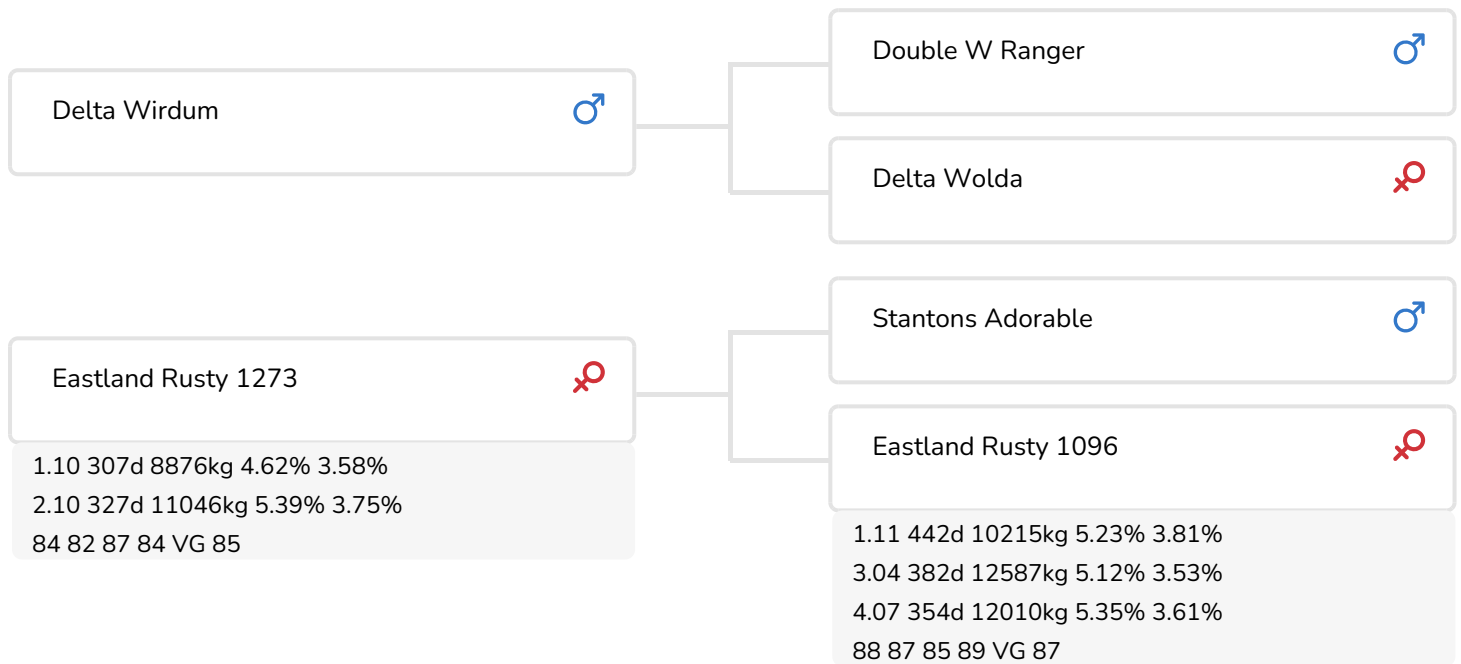 Delta Wirdum
Double W Ranger
Delta Wolda
Eastland Rusty 1273
1.10 307d 8876kg 4.62% 3.58%
2.10 327d 11046kg 5.39% 3.75%
84 82 87 84 VG 85
Stantons Adorable
Eastland Rusty 1096
1.11 442d 10215kg 5.23% 3.81%
3.04 382d 12587kg 5.12% 3.53%
4.07 354d 12010kg 5.35% 3.61%
88 87 85 89 VG 87